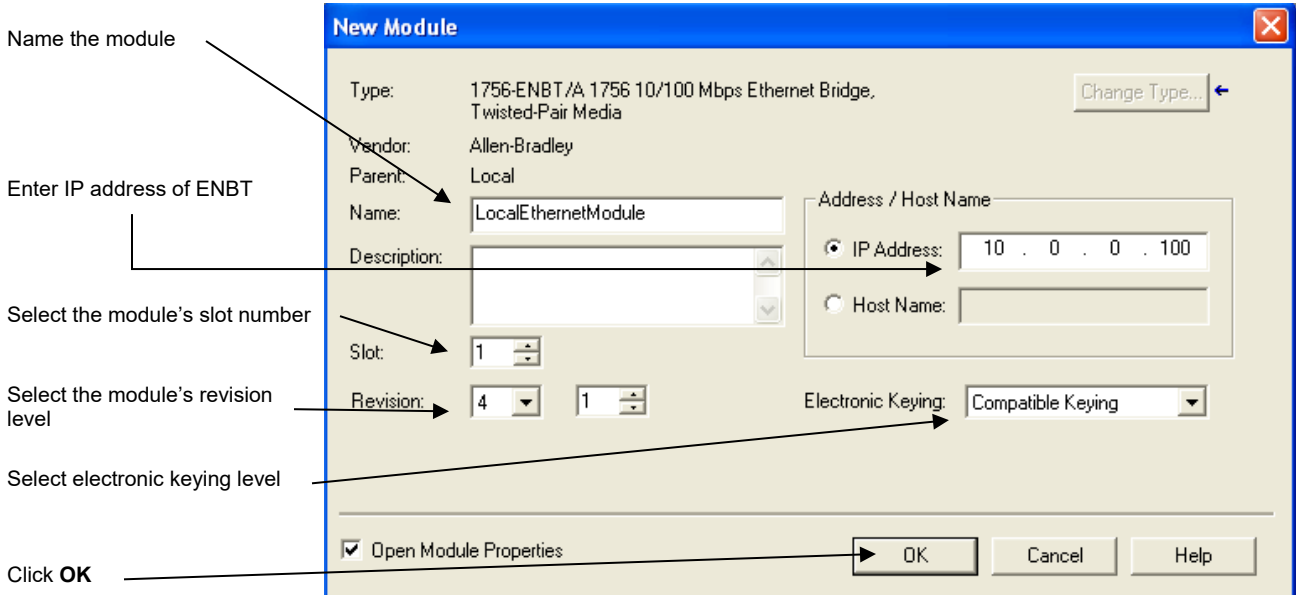 New Module
Name the module
Type: 1756-ENBT/A 1756 10/100 Mbps Ethernet Bridge,
Twisted-Pair Media
Change Type...
Vendor: Allen-Bradley
Parent: Local
Enter IP address of ENBT
Name: LocalEthernetModule
Address / Host Name
IP Address: 10 . 0 . 0 . 100
Description:
Host Name:
Select the module’s slot number
Slot: 1
Select the module’s revision
level
Revision: 4 1
Electronic Keying: Compatible Keying
Select electronic keying level
Open Module Properties
OK Cancel Help
Click OK